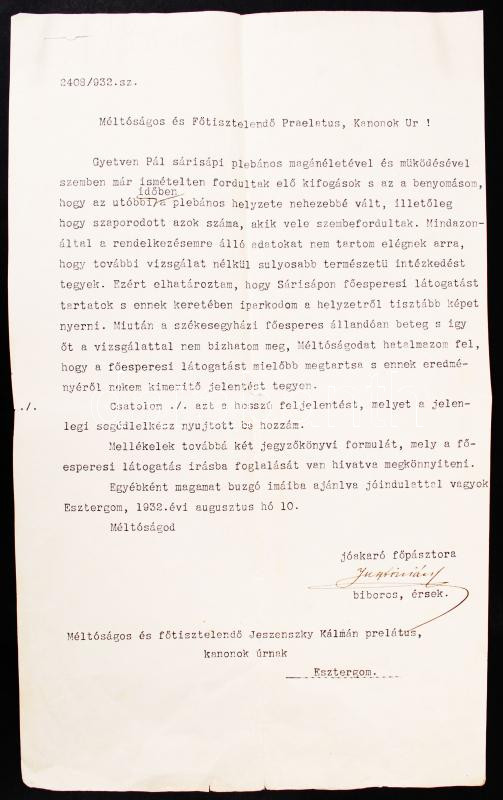 2408/932.sz.
Méltóságos és Főtisztelendő Praelatus, Kanonok Ur !
Gyetven Pál sárisápi plebános magánéletével és müködésével
szemben már ismételten fordultak elő kifogások s az a benyomásom,
időben
hogy az utóbbi a plebános helyzete nehezebbé vált, illetőleg
hogy szaporodott azok száma, akik vele szembefordultak. Mindazon-
által a rendelkezésemre álló adatokat nem tartom elégnek arra,
hogy további vizsgálat nélkül sulyosabb természetü intézkedést
tegyek. Ezért elhatároztam, hogy Sárisápon főesperesi látogatást
tartatok s ennek keretében iparkodom a helyzetről tisztább képet
nyerni. Miután a székesegyházi főesperes állandóan beteg s igy
őt a vizsgálattal nem bizhatom meg, Méltóságodat hatalmazom fel,
hogy a főesperesi látogatást mielőbb megtartsa s ennek eredmé-
nyéről nekem kimeritő jelentést tegyen.
./. Csatolom ./. azt a hosszú feljelentést, melyet a jelen-
legi segédlelkész nyujtott be hozzám.
Mellékelek továbbá két jegyzőkönyvi formulát, mely a fő-
esperesi látogatás irásba foglalását van hivatva megkönnyiteni.
Egyébként magamat buzgó imáiba ajánlva jóindulattal vagyok
Esztergom, 1932.évi augusztus hó 10.
Méltóságod
jóakaró főpásztora
biboros, érsek.
Méltóságos és főtisztelendő Jeszenszky Kálmán prelátus,
kanonok úrnak
Esztergom.